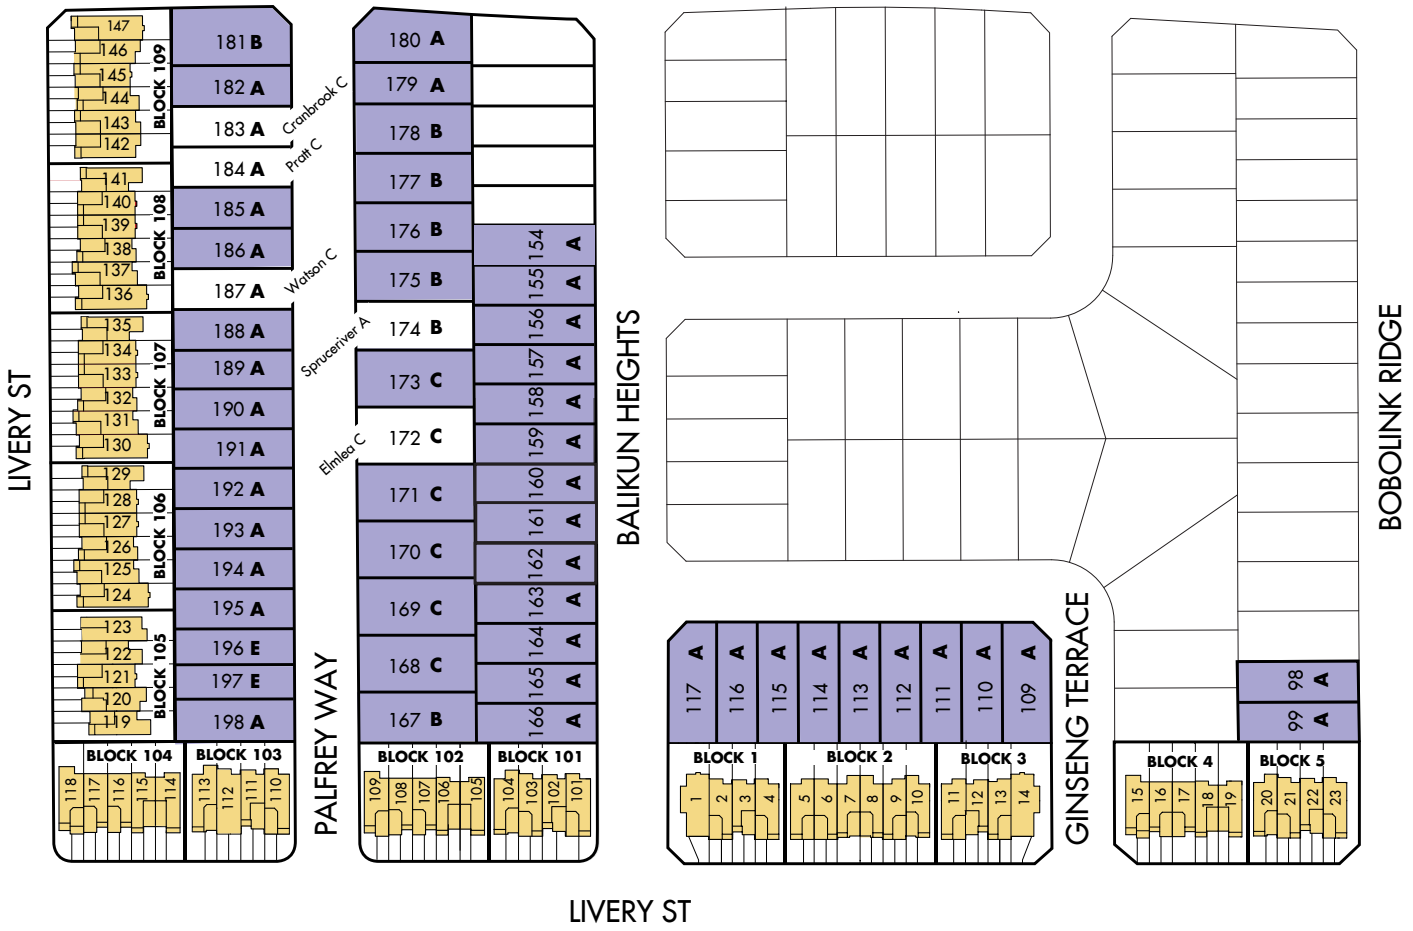 147
146
145
144
143
142
BLOCK 109
141
140
139
138
137
136
BLOCK 108
135
134
133
132
131
130
BLOCK 107
129
128
127
126
125
124
BLOCK 106
123
122
121
120
119
BLOCK 105
LIVERY ST
181 B
182 A
183 A
184 A
185 A
186 A
187 A
188 A
189 A
190 A
191 A
192 A
193 A
194 A
195 A
196 E
197 E
198 A
Cranbrook C
Pratt C
Watson C
Spruceriver A
Elmlea C
PALFREY WAY
180 A
179 A
178 B
177 B
176 B
175 B
174 B
173 C
172 C
171 C
170 C
169 C
168 C
167 B
154 A
155 A
156 A
157 A
158 A
159 A
160 A
161 A
162 A
163 A
164 A
165 A
166 A
BALIKUN HEIGHTS
117 A
116 A
115 A
114 A
113 A
112 A
111 A
110 A
109 A
GINSENG TERRACE
98 A
99 A
BOBOLINK RIDGE
BLOCK 104
118
117
116
115
114
BLOCK 103
113
112
111
110
BLOCK 102
109
108
107
106
105
BLOCK 101
104
103
102
101
BLOCK 1
1
2
3
4
BLOCK 2
5
6
7
8
9
10
BLOCK 3
11
12
13
14
BLOCK 4
15
16
17
18
19
BLOCK 5
20
21
22
23
LIVERY ST